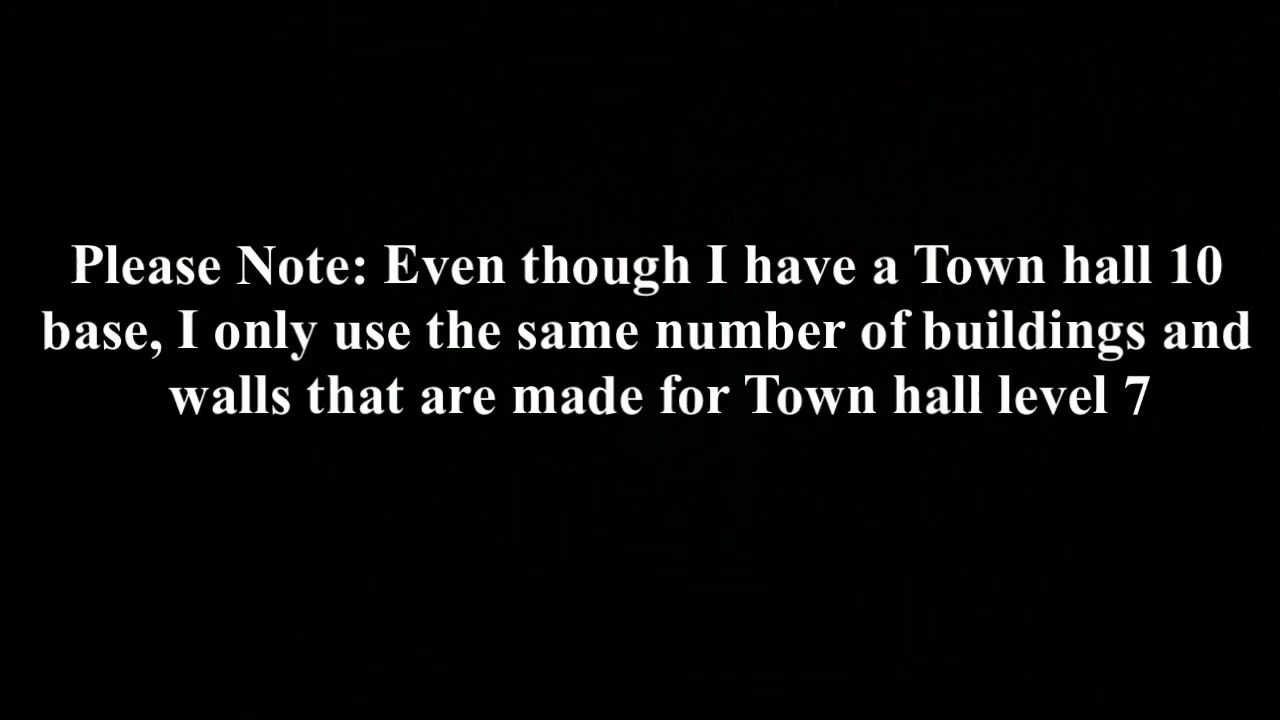 Please Note: Even though I have a Town hall 10
base, I only use the same number of buildings and
walls that are made for Town hall level 7